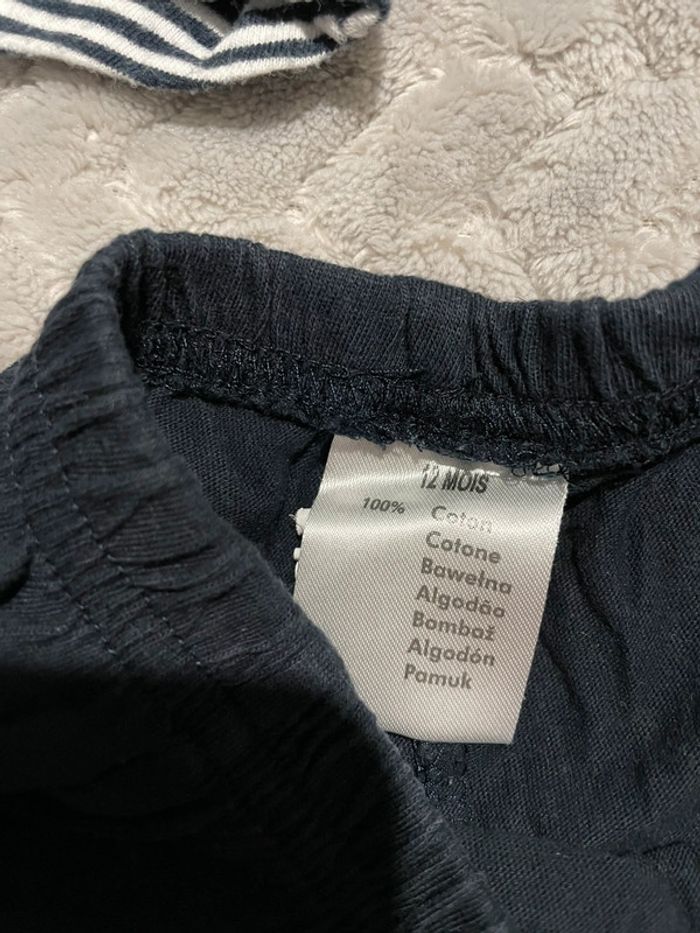 12 MOIS
100% Coton
Cotone
Bawełna
Algodão
Bombaž
Algodón
Pamuk